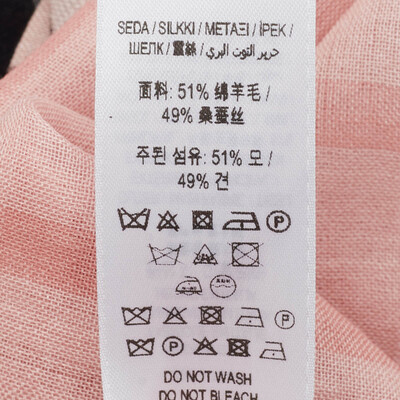 SEDA / SILKKI / ΜΕΤΑΞΙ / İPEK /
ШЕЛК / 靈絲 / حرير التوت البري /
面料: 51% 绵羊毛 /
49% 桑蚕丝
주된 섬유: 51% 모 /
49% 견
P
P
DO NOT WASH
DO NOT BLEACH